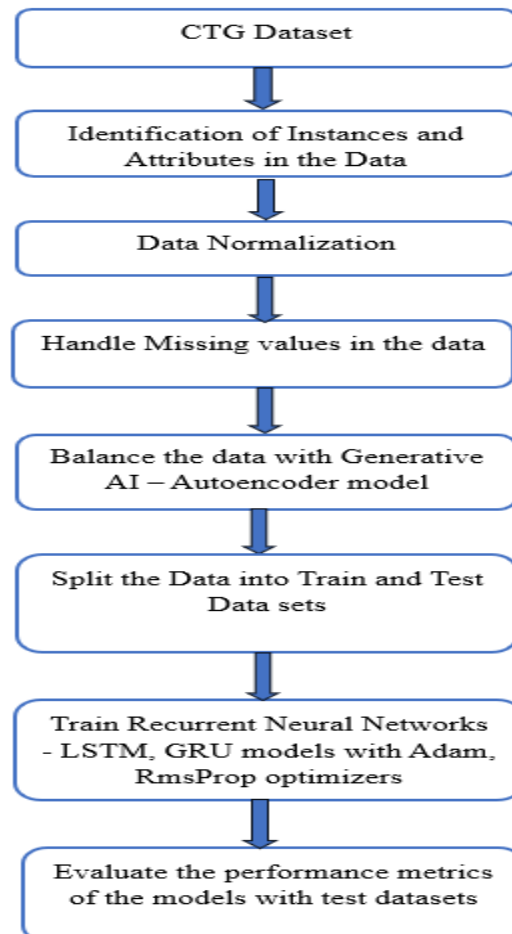 CTG Dataset
Identification of Instances and
Attributes in the Data
Data Normalization
Handle Missing values in the data
Balance the data with Generative
AI – Autoencoder model
Split the Data into Train and Test
Data sets
Train Recurrent Neural Networks
- LSTM, GRU models with Adam,
RmsProp optimizers
Evaluate the performance metrics
of the models with test datasets